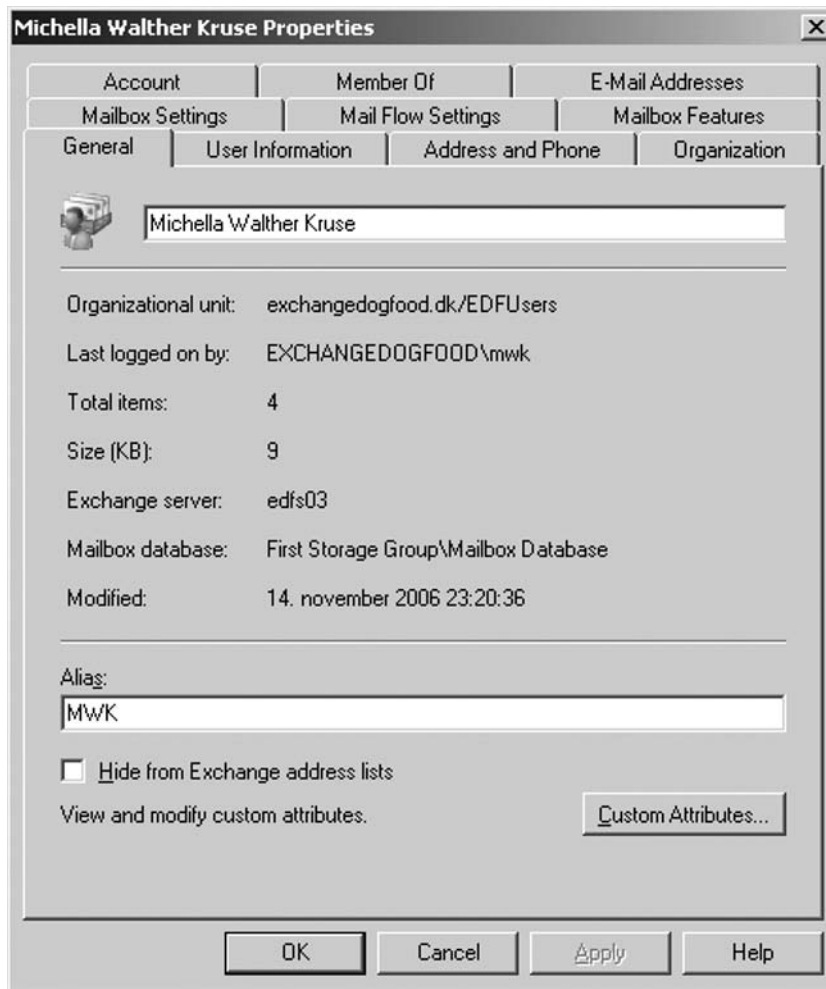 Michella Walther Kruse Properties
Account Member Of E-Mail Addresses
Mailbox Settings Mail Flow Settings Mailbox Features
General User Information Address and Phone Organization
Michella Walther Kruse
Organizational unit: exchangedogfood.dk/EDFUsers
Last logged on by: EXCHANGEDOGFOOD\mwk
Total items: 4
Size (KB): 9
Exchange server: edfs03
Mailbox database: First Storage Group\Mailbox Database
Modified: 14. november 2006 23:20:36
Alias:
MWK
Hide from Exchange address lists
View and modify custom attributes. Custom Attributes...
OK Cancel Apply Help